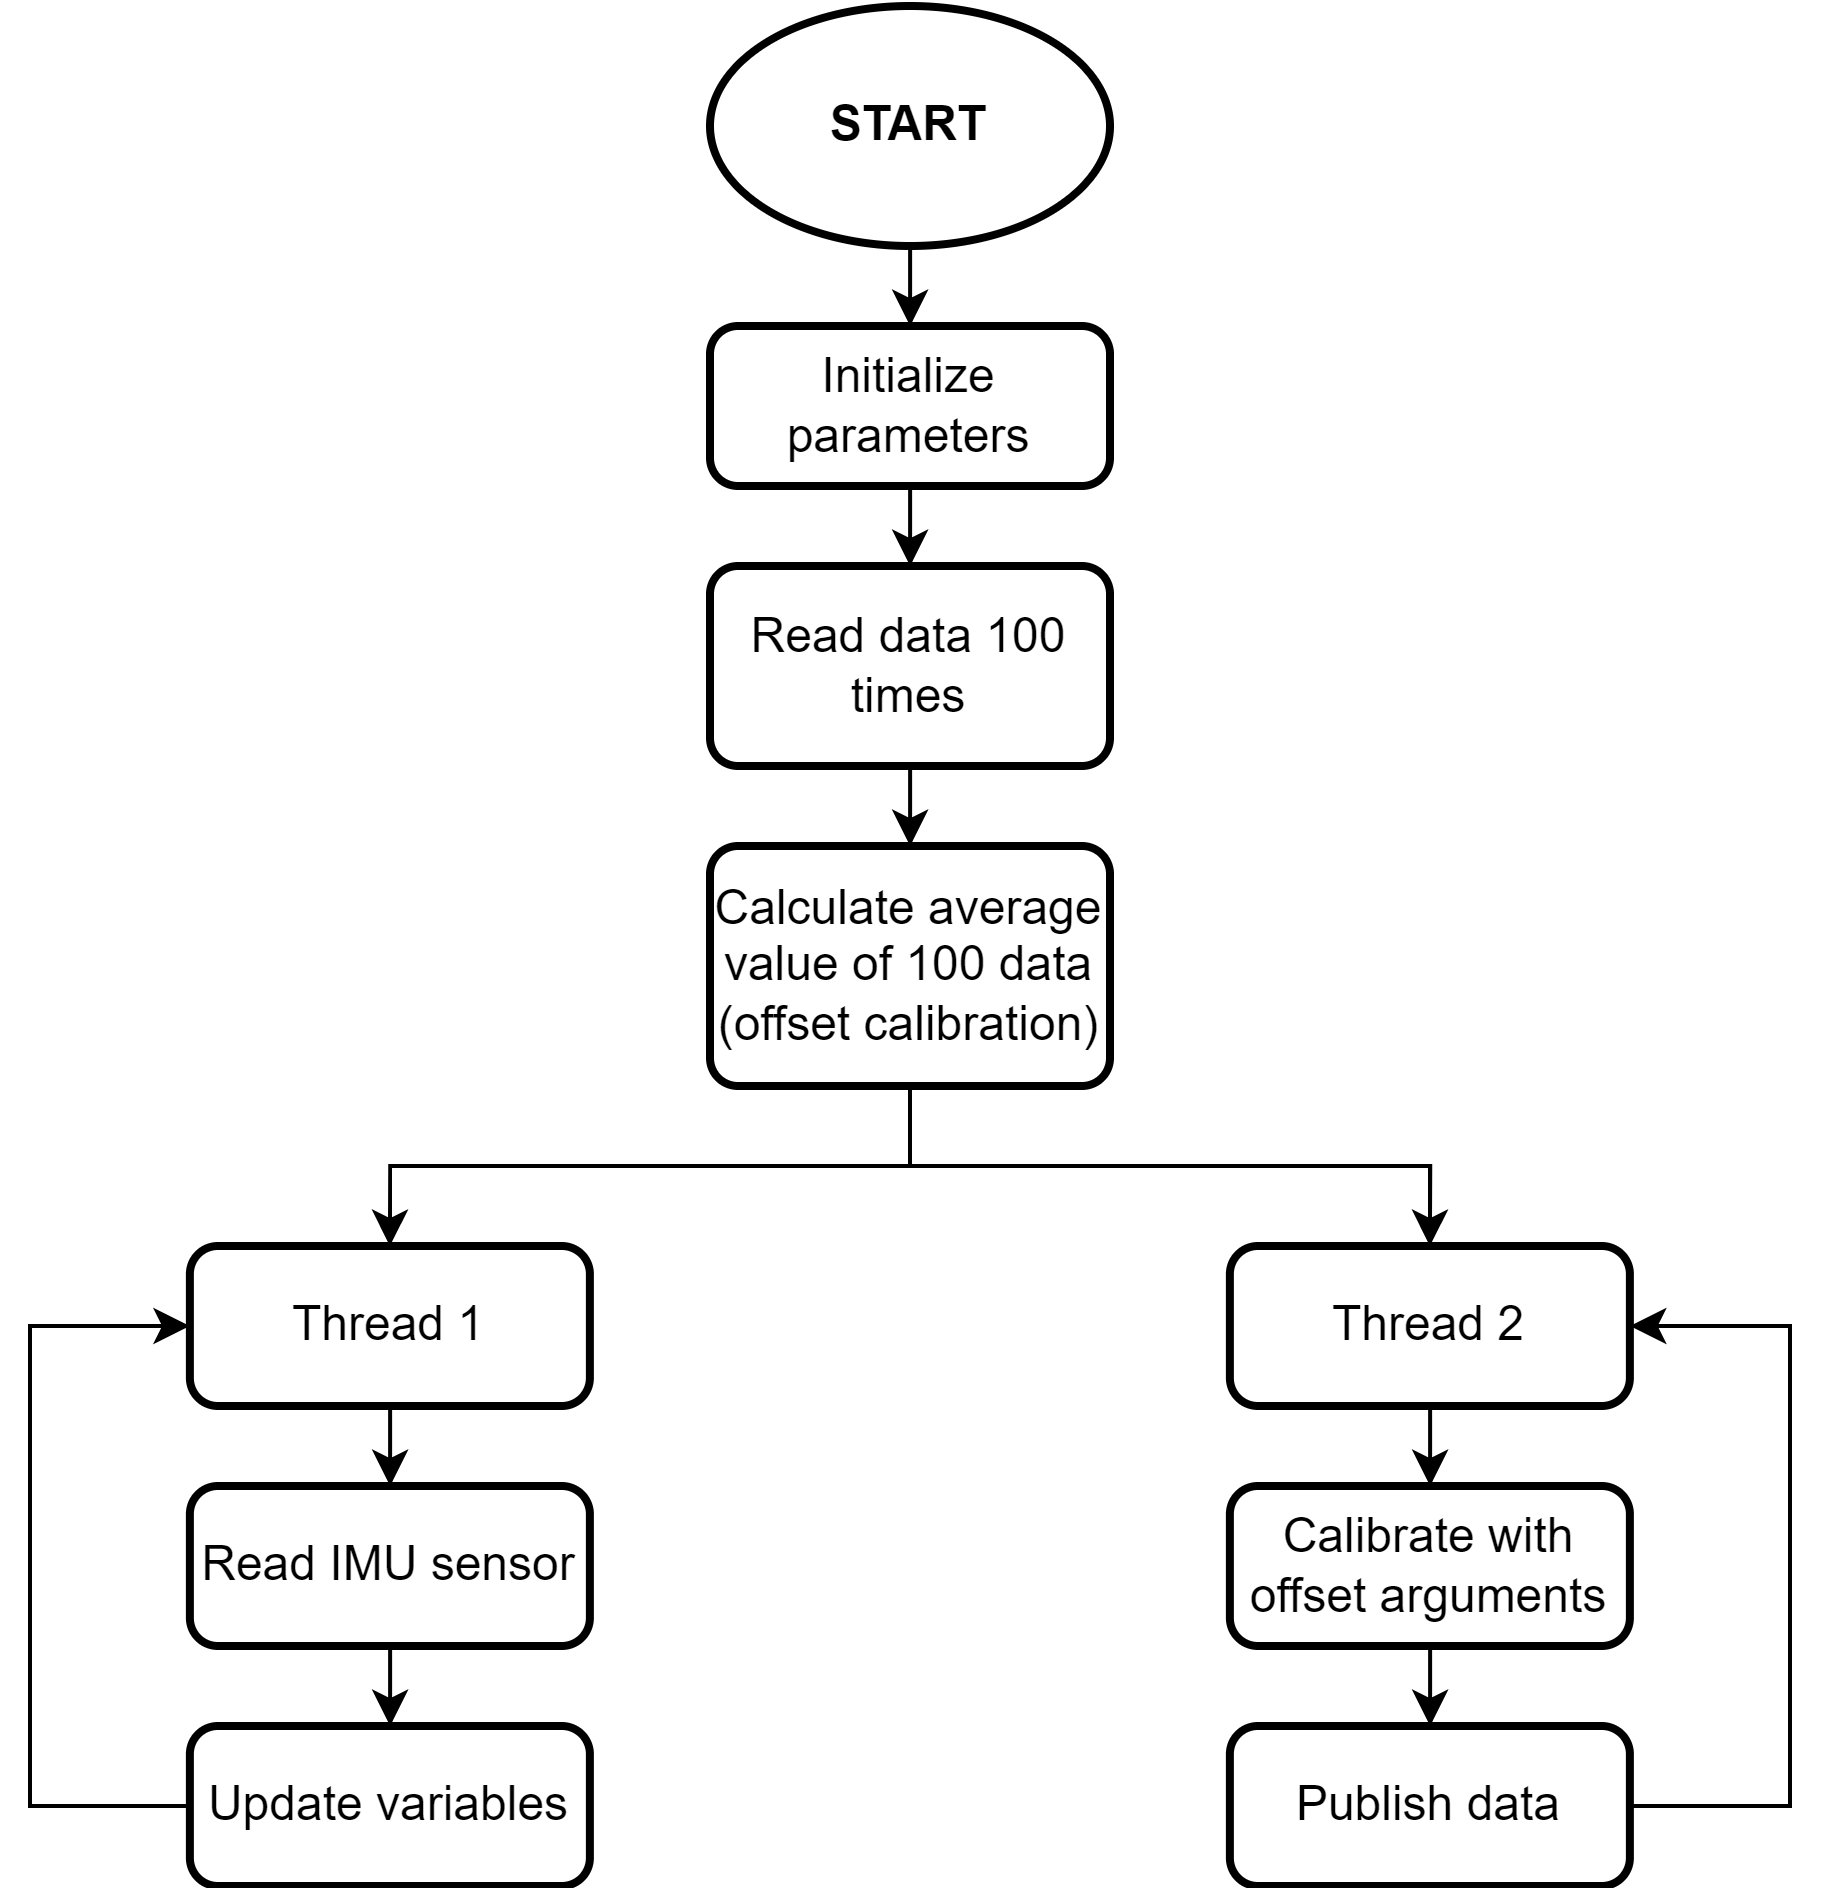 START
Initialize
parameters
Read data 100
times
Calculate average
value of 100 data
(offset calibration)
Thread 1
Thread 2
Read IMU sensor
Calibrate with
offset arguments
Update variables
Publish data